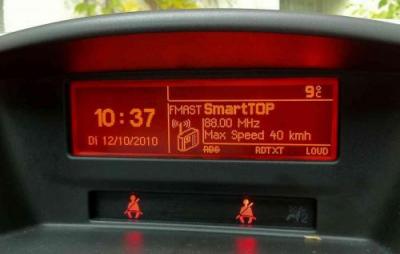 9°C
10:37
Di 12/10/2010
FMAST SmartTOP
88.00 MHz
Max Speed 40 kmh
RDS RDTXT LOUD
2